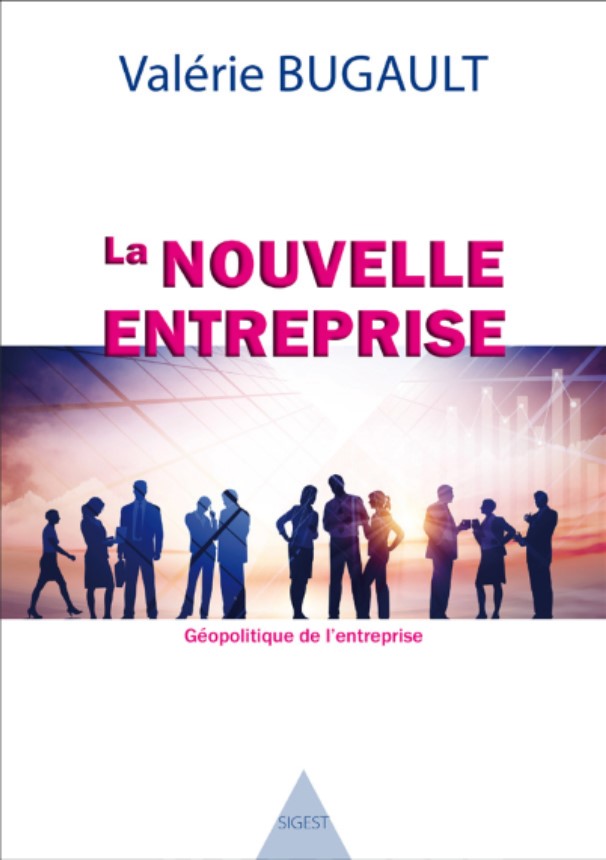 Valérie BUGAULT
La NOUVELLE
ENTREPRISE
Géopolitique de l'entreprise
SIGEST